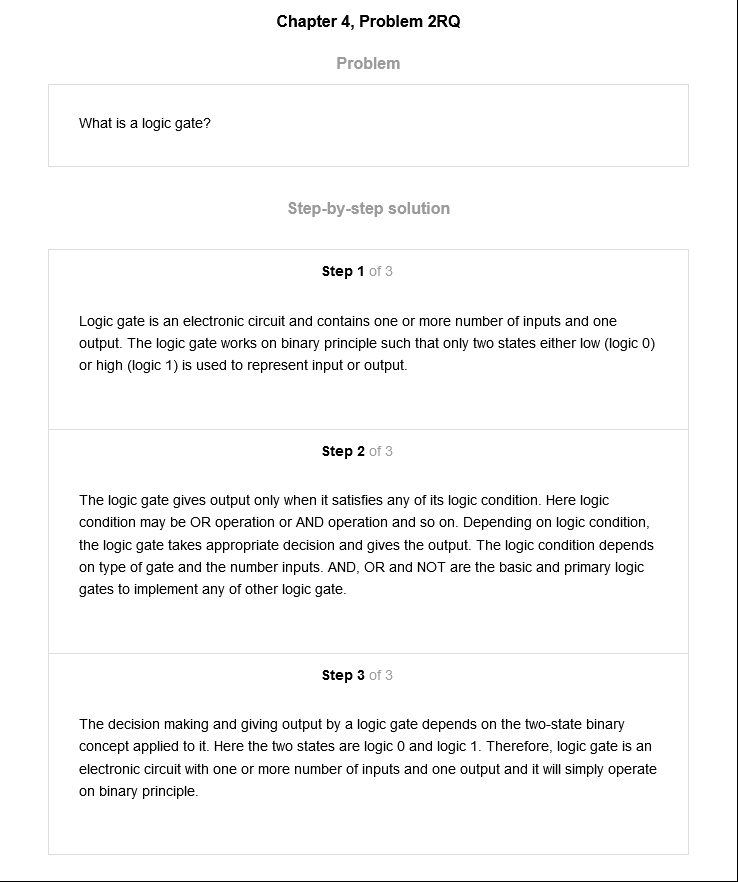 Chapter 4, Problem 2RQ
Problem
What is a logic gate?
Step-by-step solution
Step 1 of 3
Logic gate is an electronic circuit and contains one or more number of inputs and one
output. The logic gate works on binary principle such that only two states either low (logic 0)
or high (logic 1) is used to represent input or output.
Step 2 of 3
The logic gate gives output only when it satisfies any of its logic condition. Here logic
condition may be OR operation or AND operation and so on. Depending on logic condition,
the logic gate takes appropriate decision and gives the output. The logic condition depends
on type of gate and the number inputs. AND, OR and NOT are the basic and primary logic
gates to implement any of other logic gate.
Step 3 of 3
The decision making and giving output by a logic gate depends on the two-state binary
concept applied to it. Here the two states are logic 0 and logic 1. Therefore, logic gate is an
electronic circuit with one or more number of inputs and one output and it will simply operate
on binary principle.